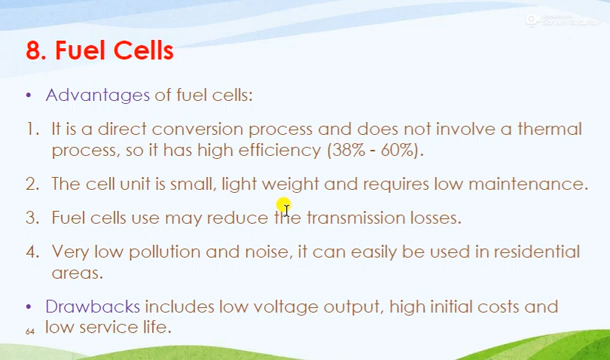 8. Fuel Cells
• Advantages of fuel cells:
1. It is a direct conversion process and does not involve a thermal
process, so it has high efficiency (38% - 60%).
2. The cell unit is small, light weight and requires low maintenance.
3. Fuel cells use may reduce the transmission losses.
4. Very low pollution and noise, it can easily be used in residential
areas.
• Drawbacks includes low voltage output, high initial costs and
64 low service life.